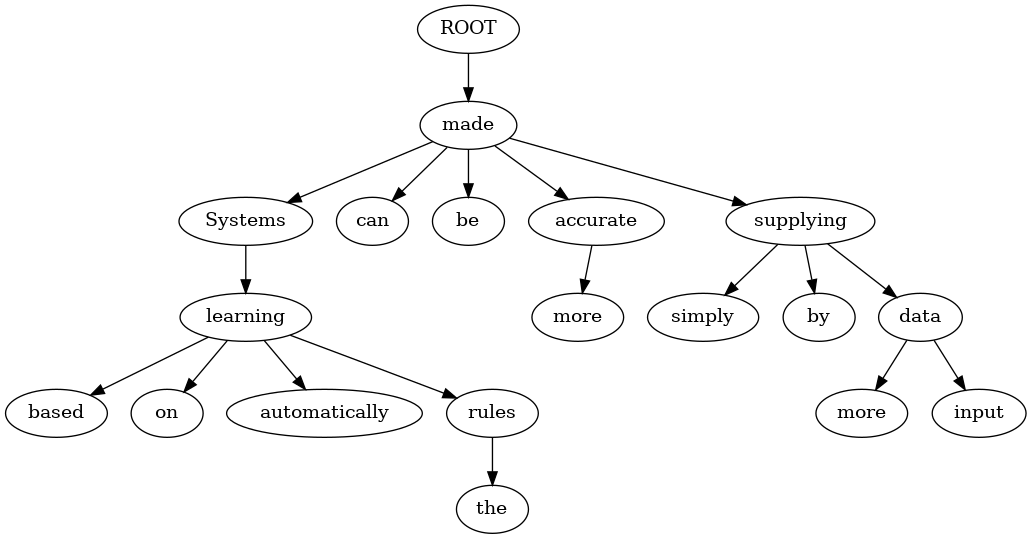 ROOT
made
Systems can be accurate supplying
learning more simply by data
based on automatically rules more input
the